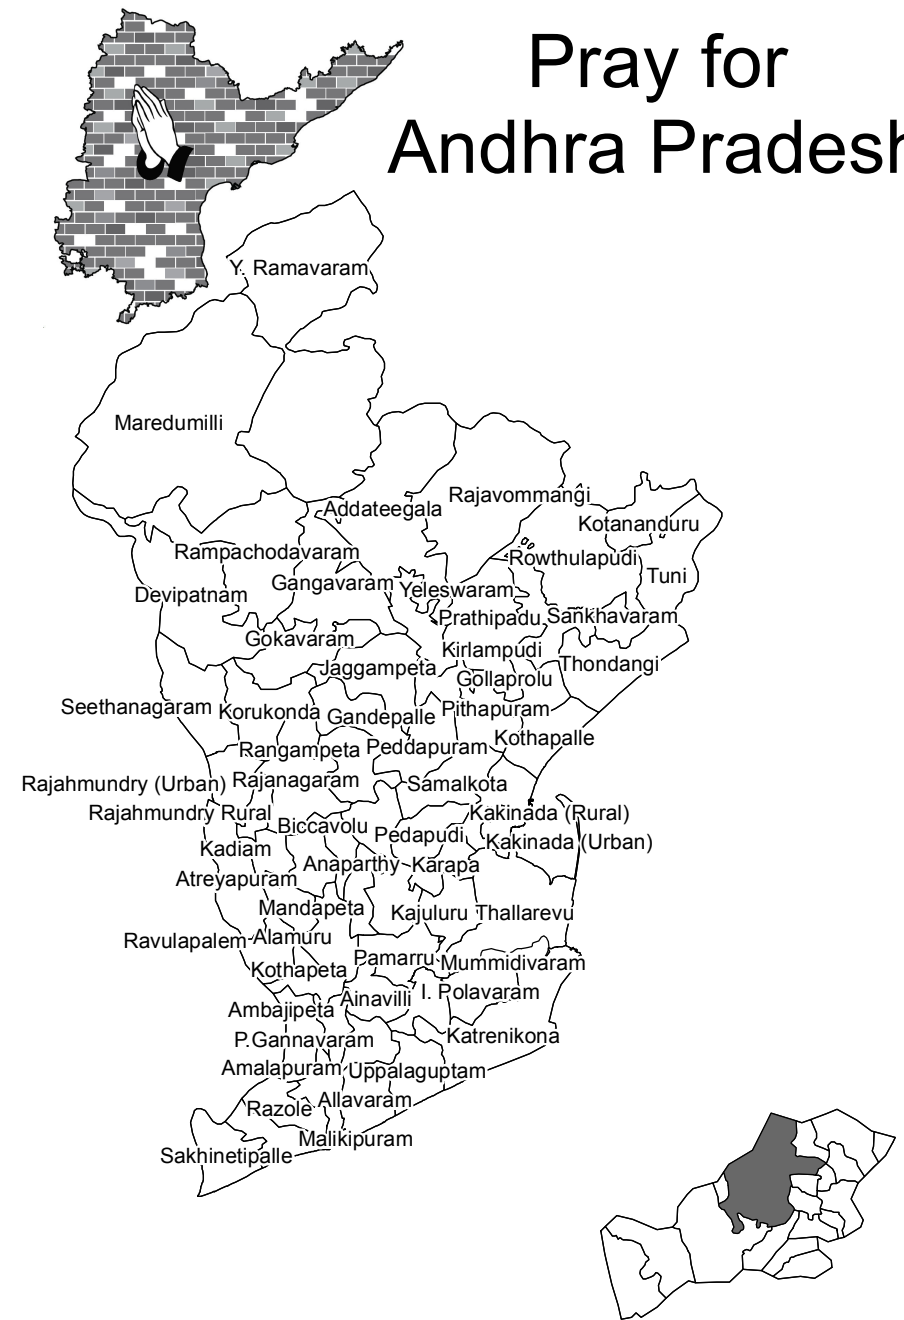 Pray for
Andhra Pradesh
Y. Ramavaram
Maredumilli
Addateegala
Rajavommangi
Kotananduru
Rampachodavaram
Rowthulapudi
Tuni
Devipatnam
Gangavaram
Yeleswaram
Prathipadu
Sankhavaram
Gokavaram
Kirlampudi
Jaggampeta
Thondangi
Gollaprolu
Seethanagaram
Korukonda
Gandepalle
Pithapuram
Rangampeta
Peddapuram
Kothapalle
Rajahmundry (Urban)
Rajanagaram
Samalkota
Rajahmundry Rural
Kakinada (Rural)
Biccavolu
Pedapudi
Kakinada (Urban)
Kadiam
Anaparthy
Karapa
Atreyapuram
Mandapeta
Kajuluru
Thallarevu
Ravulapalem
Alamuru
Pamarru
Mummidivaram
Kothapeta
Ainavilli
I. Polavaram
Ambajipeta
P.Gannavaram
Katrenikona
Amalapuram
Uppalaguptam
Razole
Allavaram
Malikipuram
Sakhinetipalle